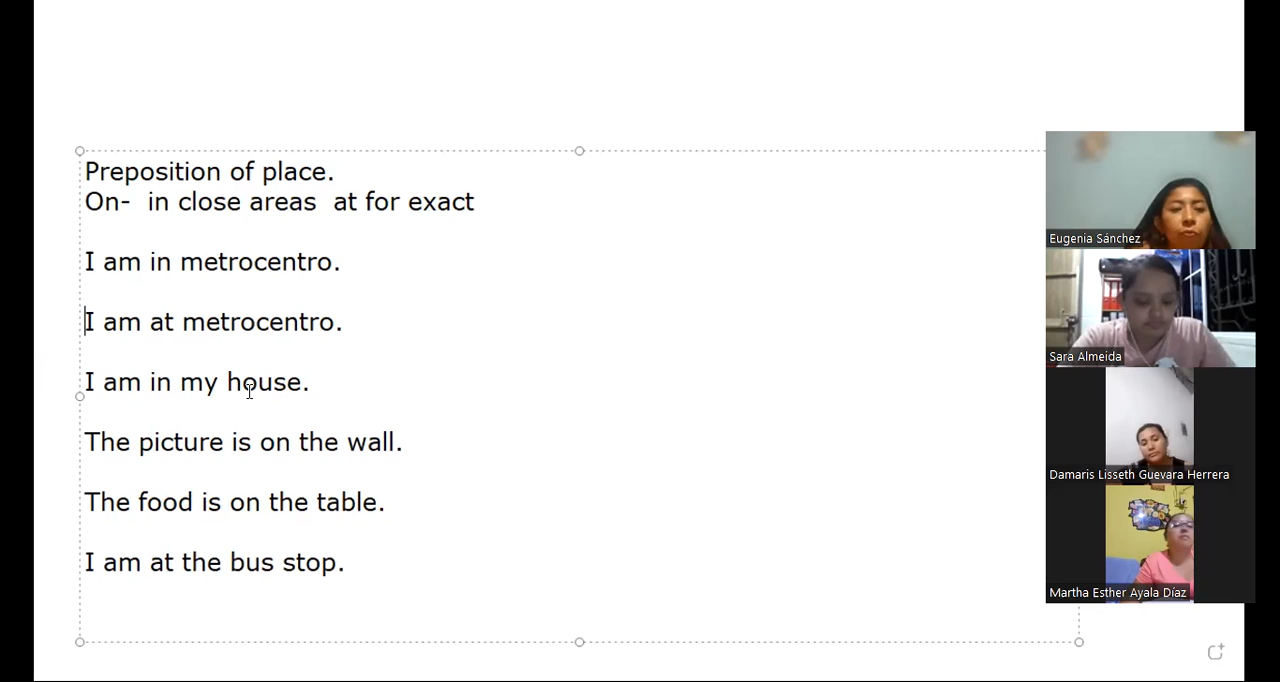 Preposition of place.
On-  in close areas  at for exact
I am in metrocentro.
I am at metrocentro.
I am in my house.
The picture is on the wall.
The food is on the table.
I am at the bus stop.
Eugenia Sánchez
Sara Almeida
Damaris Lisseth Guevara Herrera
Martha Esther Ayala Díaz